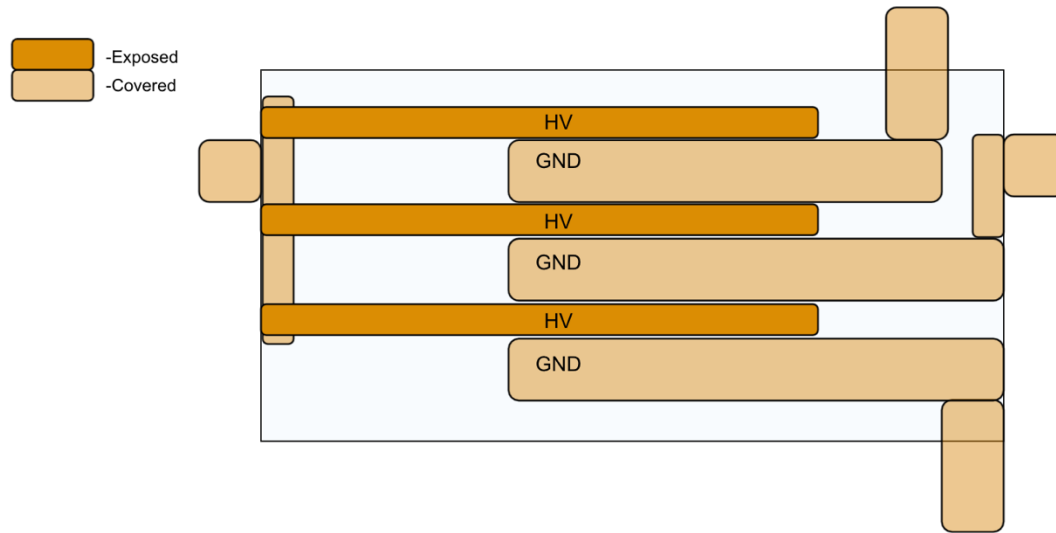 -Exposed
-Covered
HV
GND
HV
GND
HV
GND